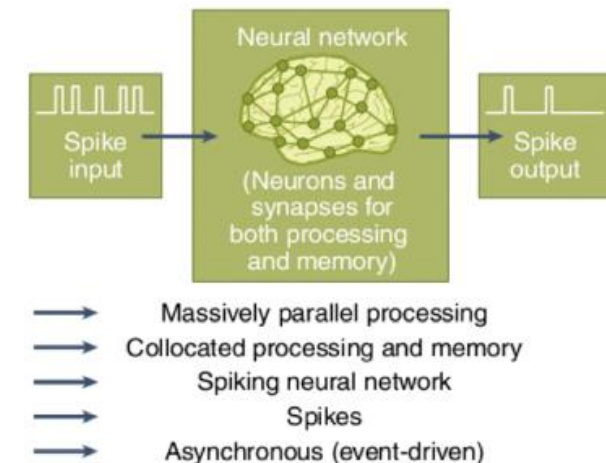 Neural network
Spike
input
(Neurons and
synapses for
both processing
and memory)
Spike
output
Massively parallel processing
Collocated processing and memory
Spiking neural network
Spikes
Asynchronous (event-driven)